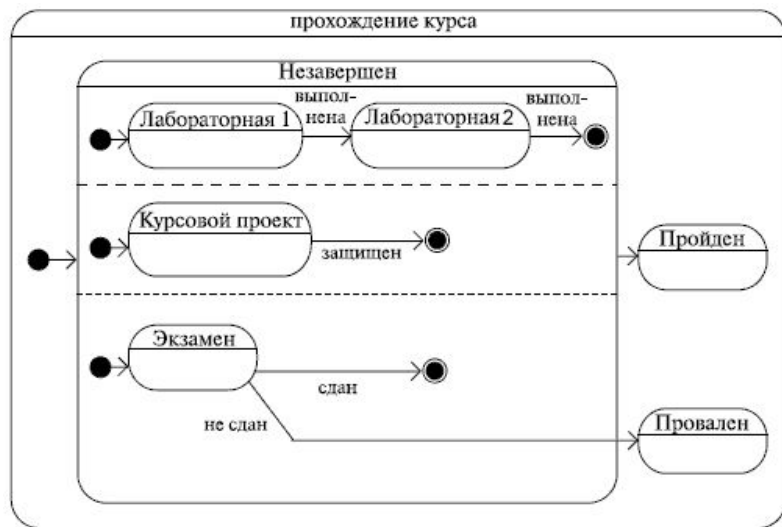 прохождение курса
Незавершен
Лабораторная 1
выпол-
нена
Лабораторная 2
выпол-
нена
Курсовой проект
защищен
Пройден
Экзамен
сдан
не сдан
Провален